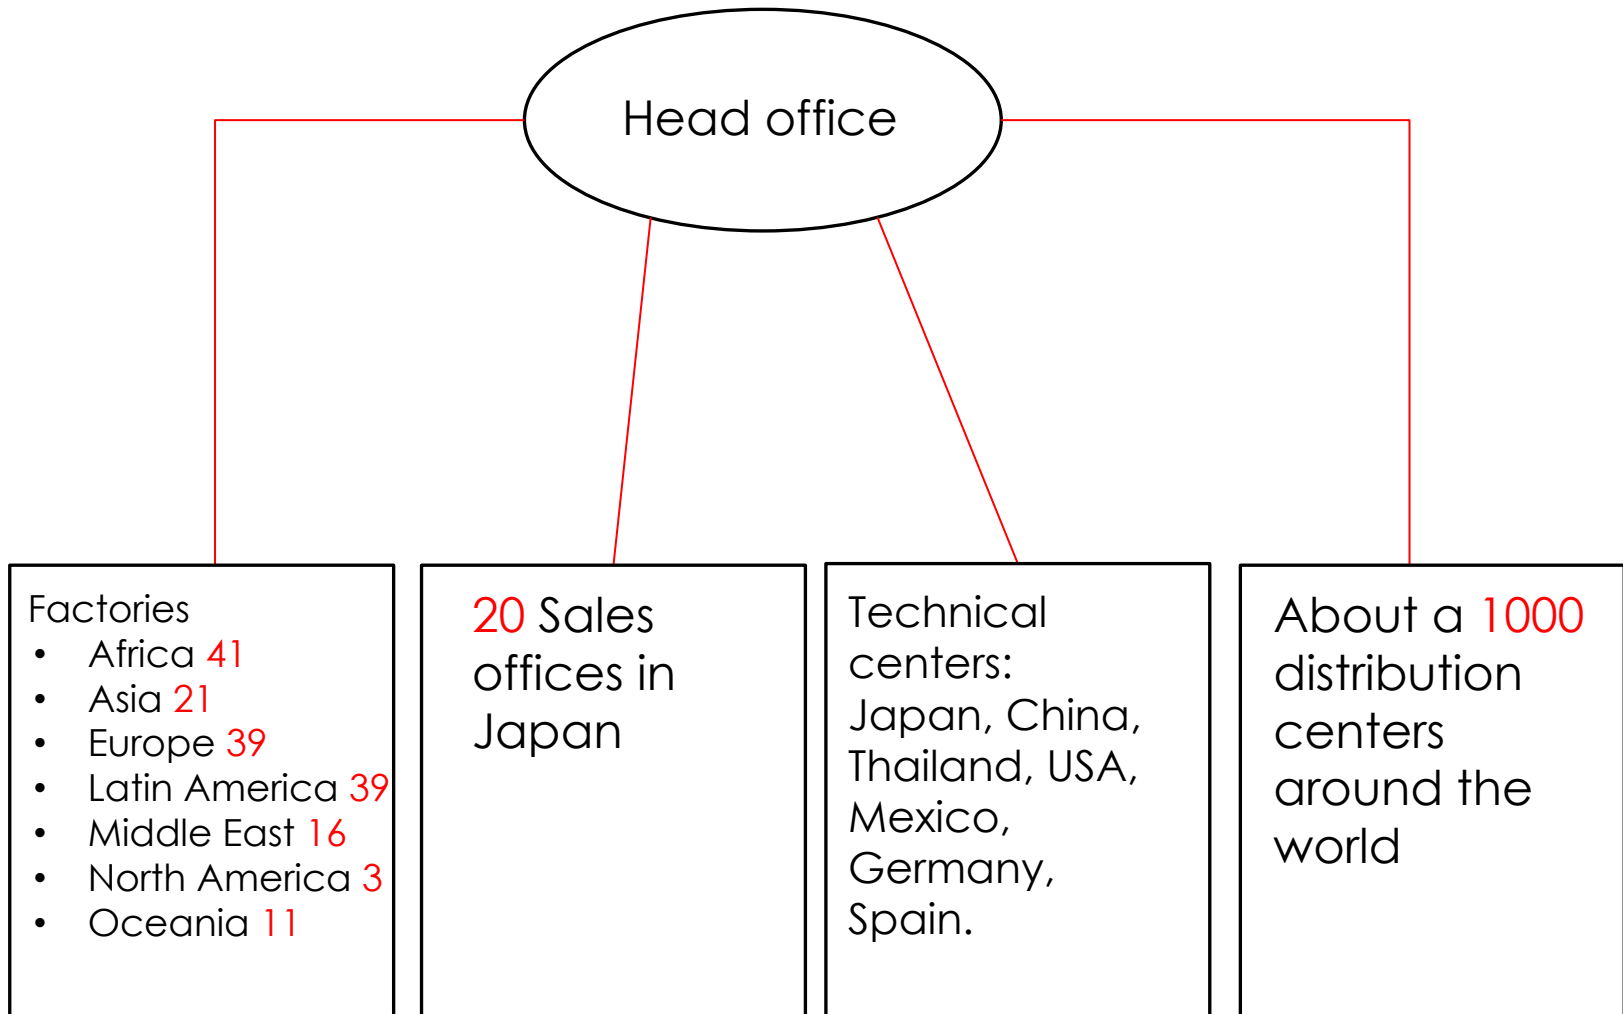 Head office
Factories
• Africa 41
• Asia 21
• Europe 39
• Latin America 39
• Middle East 16
• North America 3
• Oceania 11
20 Sales
offices in
Japan
Technical
centers:
Japan, China,
Thailand, USA,
Mexico,
Germany,
Spain.
About a 1000
distribution
centers
around the
world